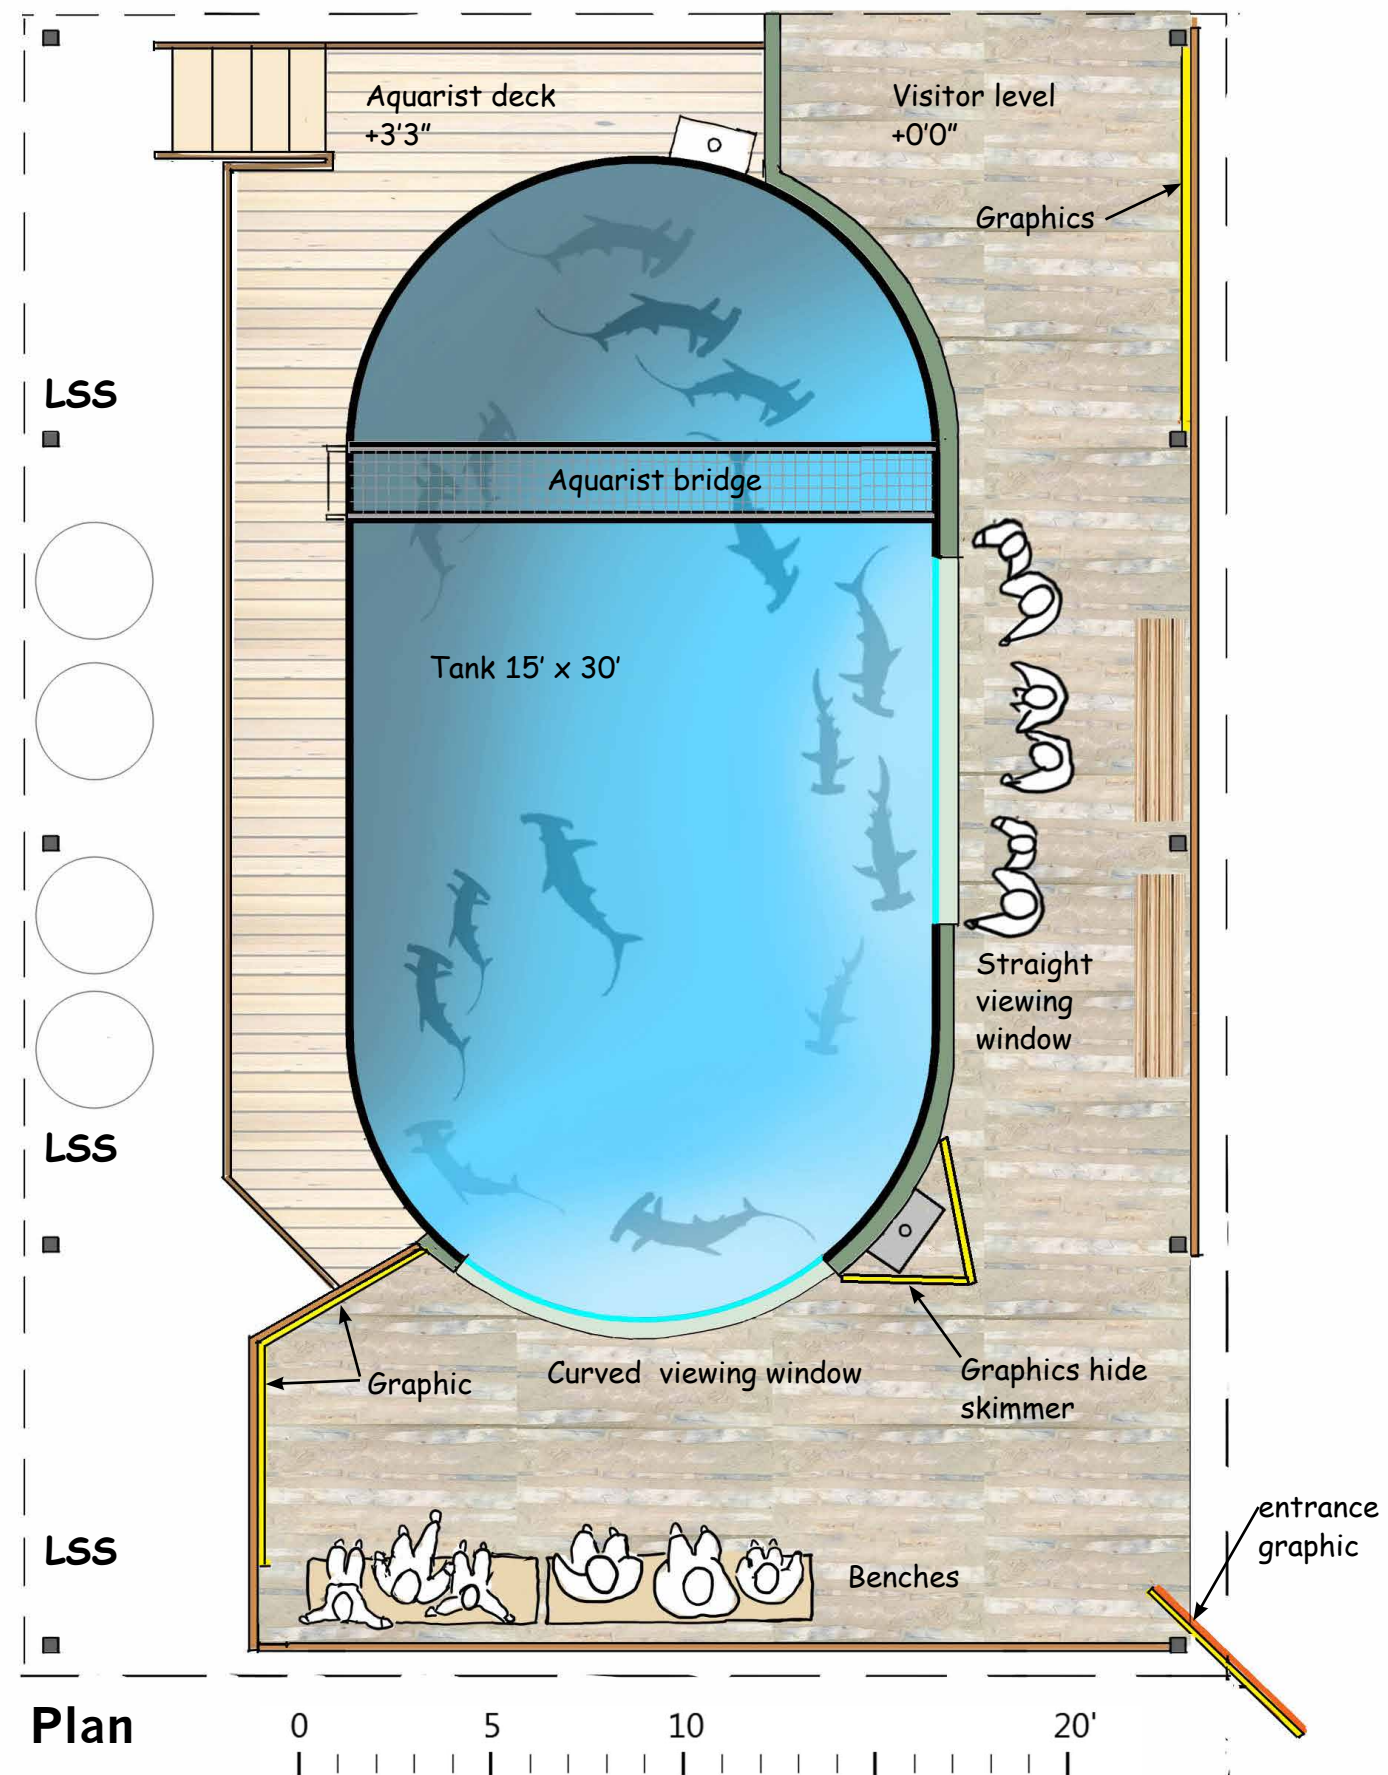 Aquarist deck
+3'3"
Visitor level
+0'0"
Graphics
LSS
Aquarist bridge
Tank 15' x 30'
Straight
viewing
window
LSS
Graphic
Curved viewing window
Graphics hide
skimmer
entrance
graphic
LSS
Benches
Plan
0 5 10 20'